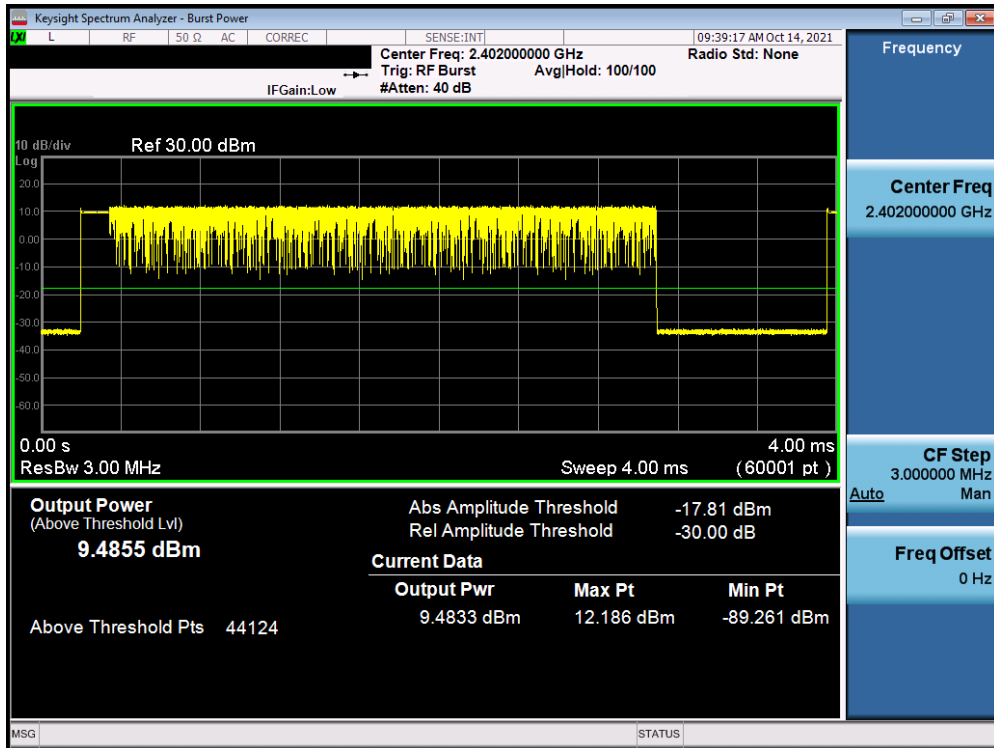 Keysight Spectrum Analyzer - Burst Power
LXI L RF 50 Ω AC CORREC SENSE:INT 09:39:17 AM Oct 14, 2021
Center Freq: 2.402000000 GHz Radio Std: None
Trig: RF Burst Avg|Hold: 100/100
IFGain:Low #Atten: 40 dB
10 dB/div Ref 30.00 dBm
Log
20.0
10.0
0.00
-10.0
-20.0
-30.0
-40.0
-50.0
-60.0
0.00 s 4.00 ms
ResBw 3.00 MHz Sweep 4.00 ms (60001 pt)
Output Power
(Above Threshold Lvl)
9.4855 dBm
Above Threshold Pts 44124
Abs Amplitude Threshold -17.81 dBm
Rel Amplitude Threshold -30.00 dB
Current Data
Output Pwr Max Pt Min Pt
9.4833 dBm 12.186 dBm -89.261 dBm
Frequency
Center Freq
2.402000000 GHz
CF Step
3.000000 MHz
Auto Man
Freq Offset
0 Hz
MSG STATUS